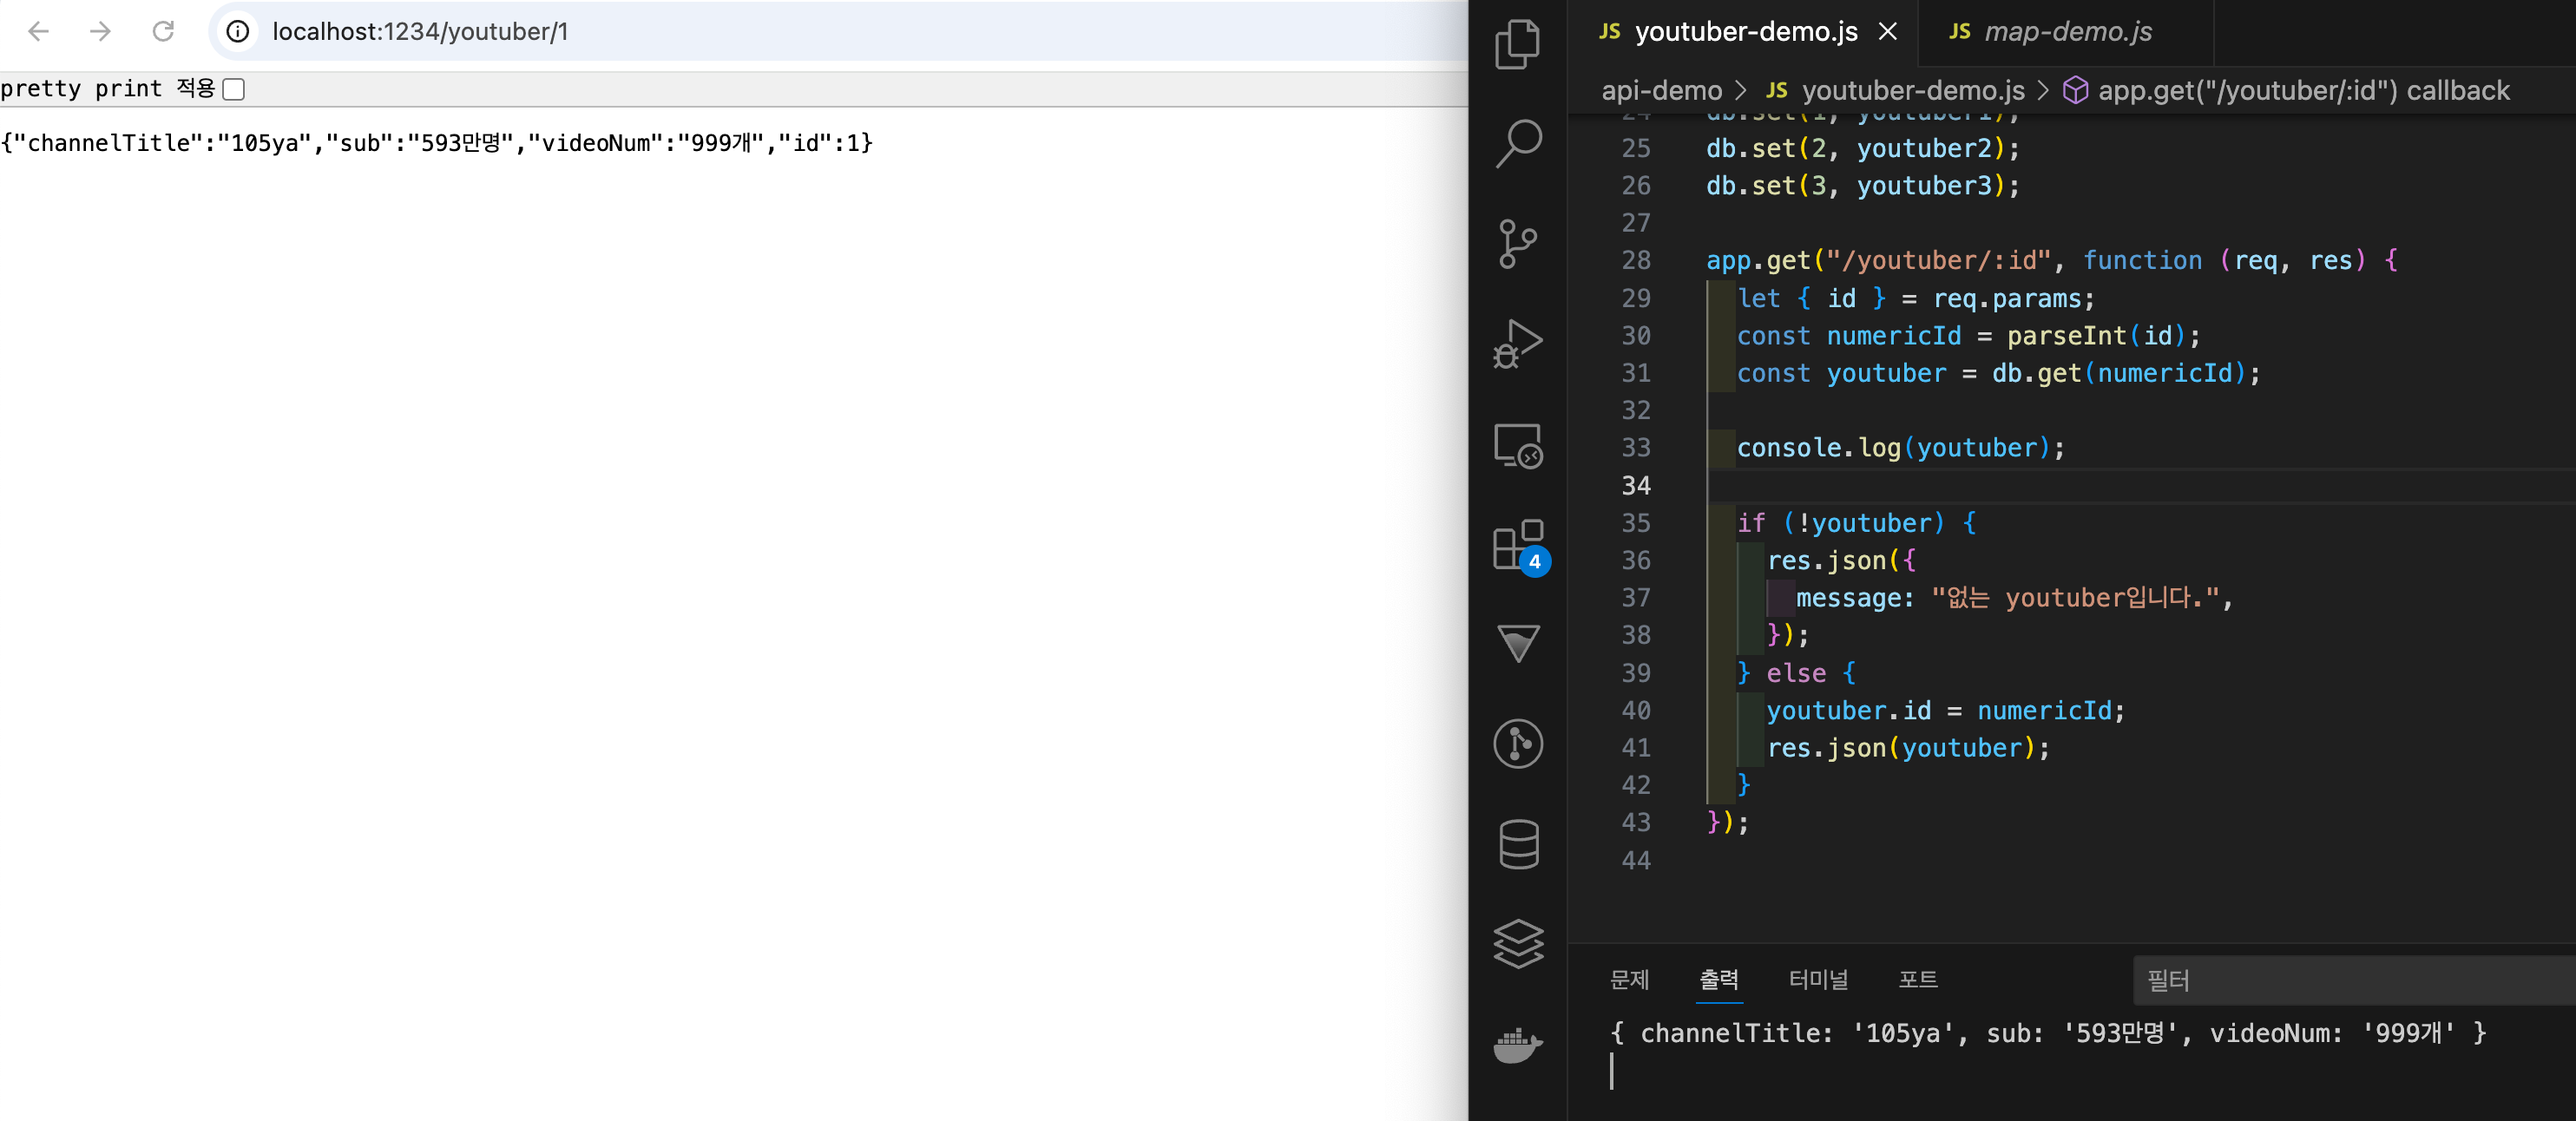 localhost:1234/youtuber/1
pretty print 적용
{"channelTitle":"105ya","sub":"593만명","videoNum":"999개","id":1}
JS youtuber-demo.js
JS map-demo.js
api-demo > JS youtuber-demo.js > app.get("/youtuber/:id") callback
24 db.set(1, youtuber1);
25 db.set(2, youtuber2);
26 db.set(3, youtuber3);
27
28 app.get("/youtuber/:id", function (req, res) {
29 let { id } = req.params;
30 const numericId = parseInt(id);
31 const youtuber = db.get(numericId);
32
33 console.log(youtuber);
34
35 if (!youtuber) {
36 res.json({
37 message: "없는 youtuber입니다.",
38 });
39 } else {
40 youtuber.id = numericId;
41 res.json(youtuber);
42 }
43 });
44
4
문제 출력 터미널 포트 필터
{ channelTitle: '105ya', sub: '593만명', videoNum: '999개' }